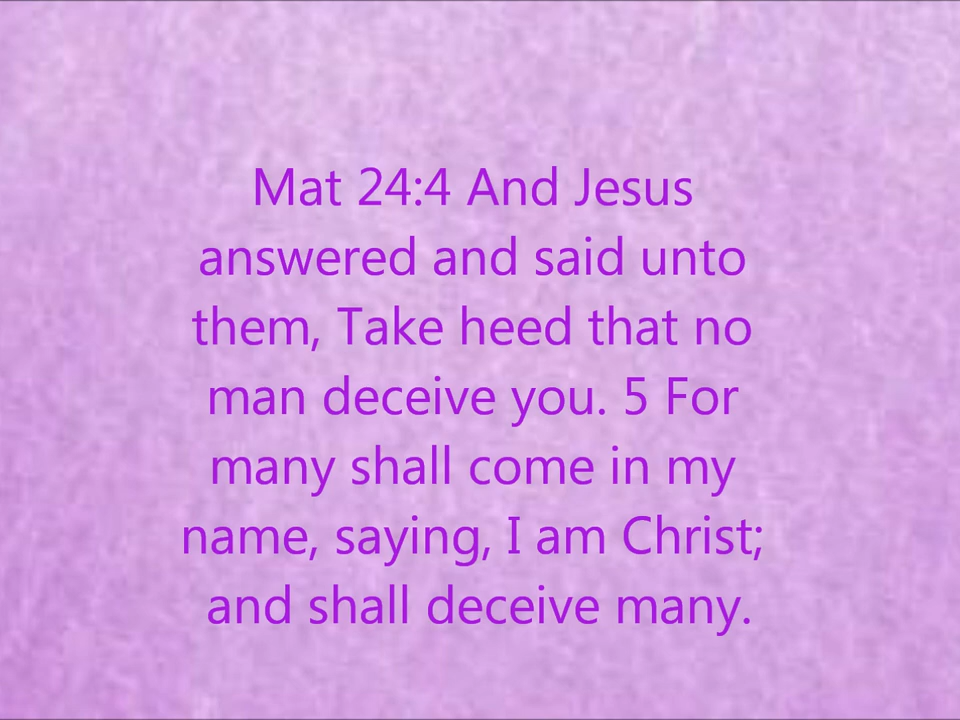 Mat 24:4 And Jesus
answered and said unto
them, Take heed that no
man deceive you. 5 For
many shall come in my
name, saying, I am Christ;
and shall deceive many.